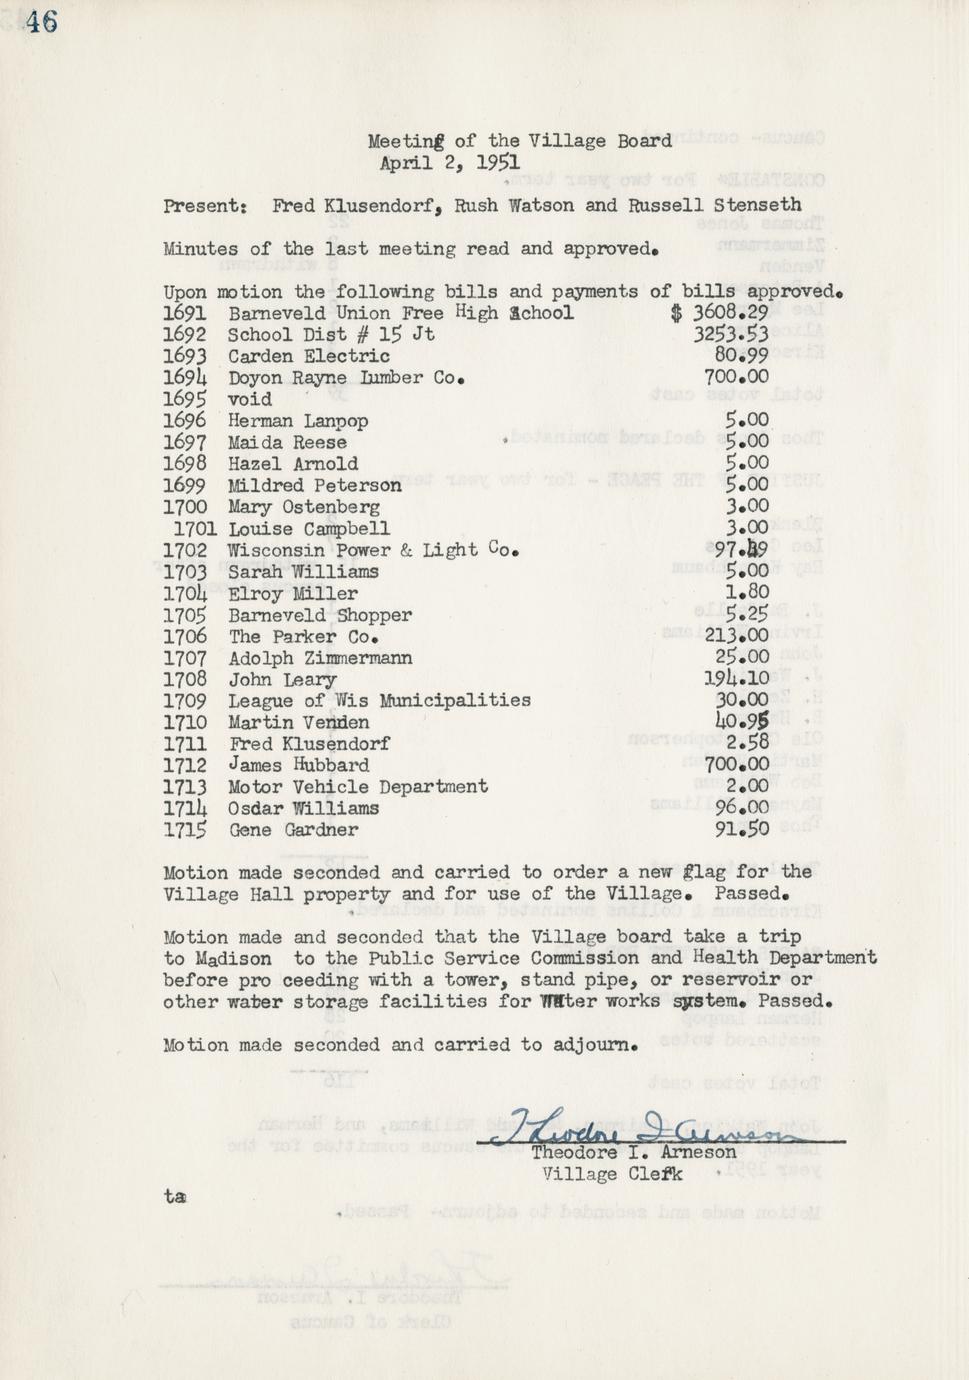 46
Meeting of the Village Board
April 2, 1951
Present: Fred Klusendorf, Rush Watson and Russell Stenseth
Minutes of the last meeting read and approved.
Upon motion the following bills and payments of bills approved.
1691 Barneveld Union Free High School $ 3608.29
1692 School Dist # 15 Jt 3253.53
1693 Carden Electric 80.99
1694 Doyon Rayne Lumber Co. 700.00
1695 void
1696 Herman Lanpop 5.00
1697 Maida Reese 5.00
1698 Hazel Arnold 5.00
1699 Mildred Peterson 5.00
1700 Mary Ostenberg 3.00
1701 Louise Campbell 3.00
1702 Wisconsin Power & Light Co.
1703 Sarah Williams 5.00
1704 Elroy Miller 1.80
1705 Barneveld Shopper 5.25
1706 The Parker Co. 213.00
1707 Adolph Zimmermann 25.00
1708 John Leary 194.10
1709 League of Wis Municipalities 30.00
1710 Martin Venden 40.95
1711 Fred Klusendorf 2.58
1712 James Hubbard 700.00
1713 Motor Vehicle Department 2.00
1714 Osdar Williams 96.00
1715 Gene Gardner 91.50
Motion made seconded and carried to order a new flag for the
Village Hall property and for use of the Village. Passed.
Motion made and seconded that the Village board take a trip
to Madison to the Public Service Commission and Health Department
before pro ceeding with a tower, stand pipe, or reservoir or
other water storage facilities for Water works system. Passed.
Motion made seconded and carried to adjourn.
Theodore I Arneson
Theodore I. Arneson
Village Clerk
ta